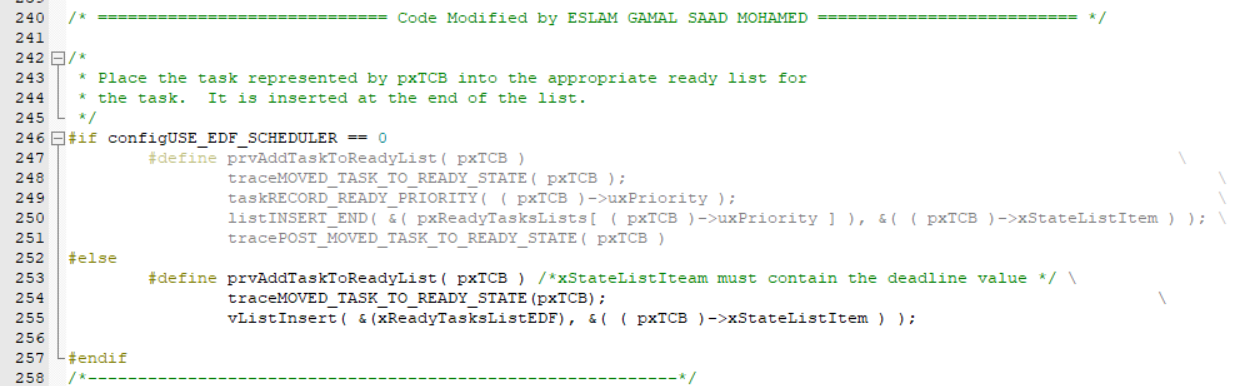 240 /* ============================= Code Modified by ESLAM GAMAL SAAD MOHAMED ========================== */
241
242 /*
243  * Place the task represented by pxTCB into the appropriate ready list for
244  * the task.  It is inserted at the end of the list.
245  */
246 #if configUSE_EDF_SCHEDULER == 0
247         #define prvAddTaskToReadyList( pxTCB ) \
248                 traceMOVED_TASK_TO_READY_STATE( pxTCB ); \
249                 taskRECORD_READY_PRIORITY( ( pxTCB )->uxPriority ); \
250                 listINSERT_END( &( pxReadyTasksLists[ ( pxTCB )->uxPriority ] ), &( ( pxTCB )->xStateListItem ) ); \
251                 tracePOST_MOVED_TASK_TO_READY_STATE( pxTCB )
252 #else
253         #define prvAddTaskToReadyList( pxTCB ) /*xStateListIteam must contain the deadline value */ \
254                 traceMOVED_TASK_TO_READY_STATE(pxTCB); \
255                 vListInsert( &(xReadyTasksListEDF), &( ( pxTCB )->xStateListItem ) );
256
257 #endif
258 /*-----------------------------------------------------------*/